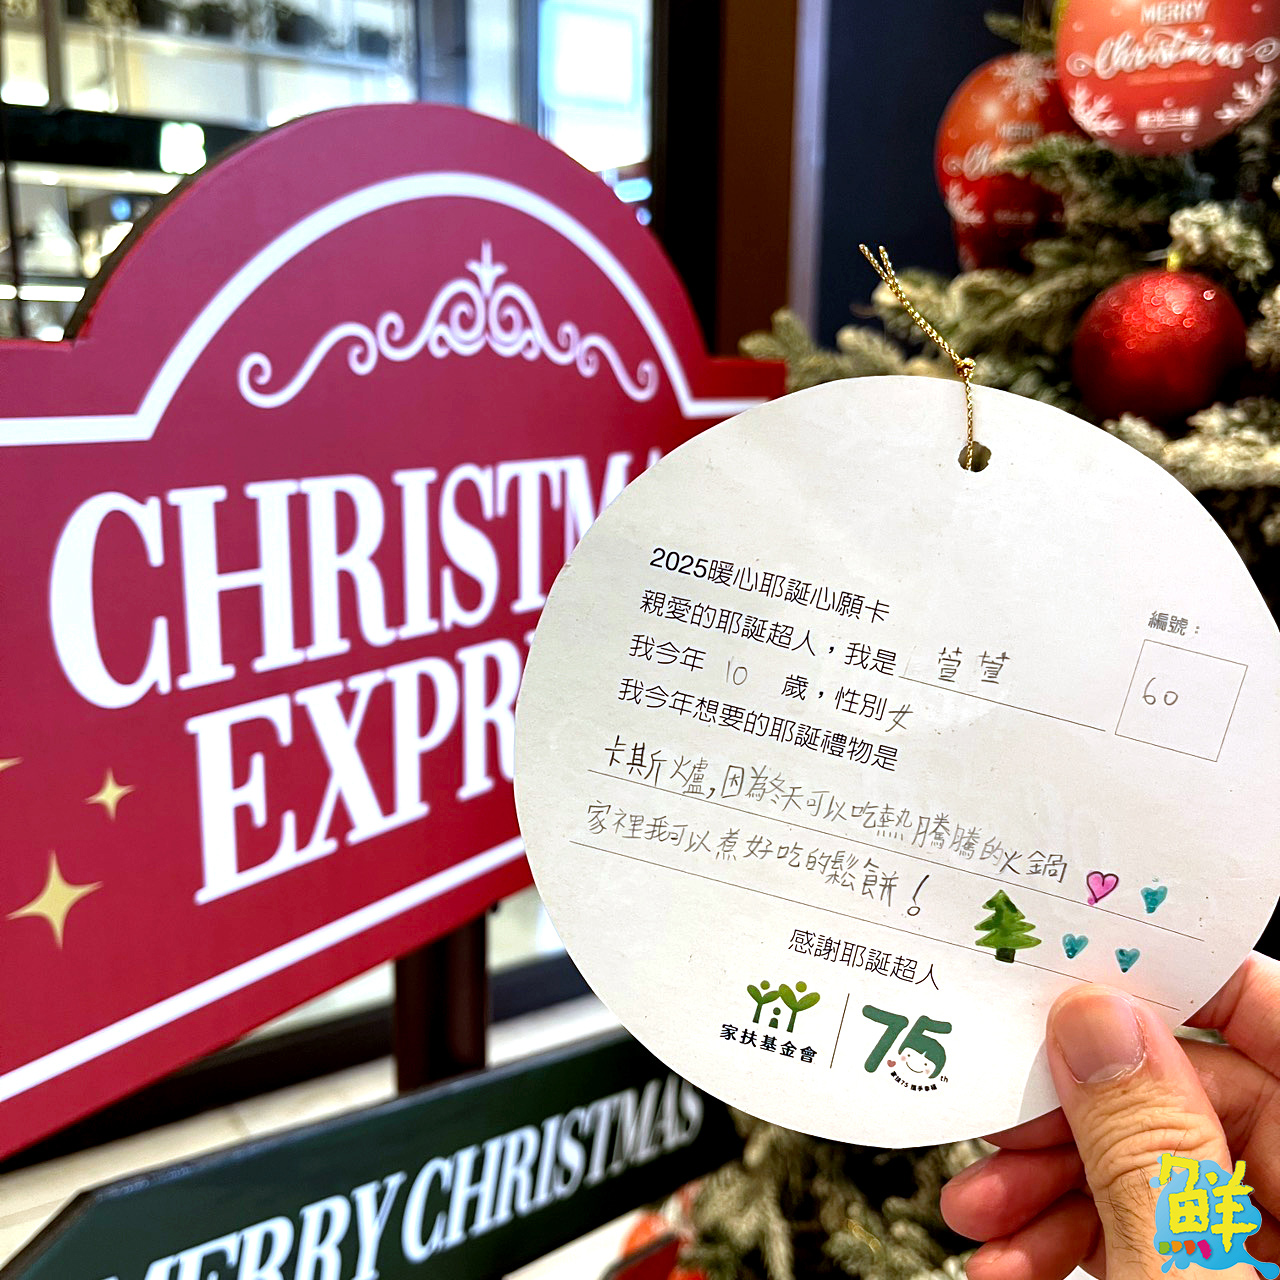 MERRY
Christmas
MERRY
CHRISTMA
EXPR
MERRY CHRISTMAS
2025暖心耶誕心願卡
親愛的耶誕超人，我是 萱萱
編號：
60
我今年 10 歲，性別女
我今年想要的耶誕禮物是
卡斯爐,因為冬天可以吃熱騰騰的火鍋
家裡我可以煮好吃的鬆餅！
感謝耶誕超人
家扶基金會
75th
鮮